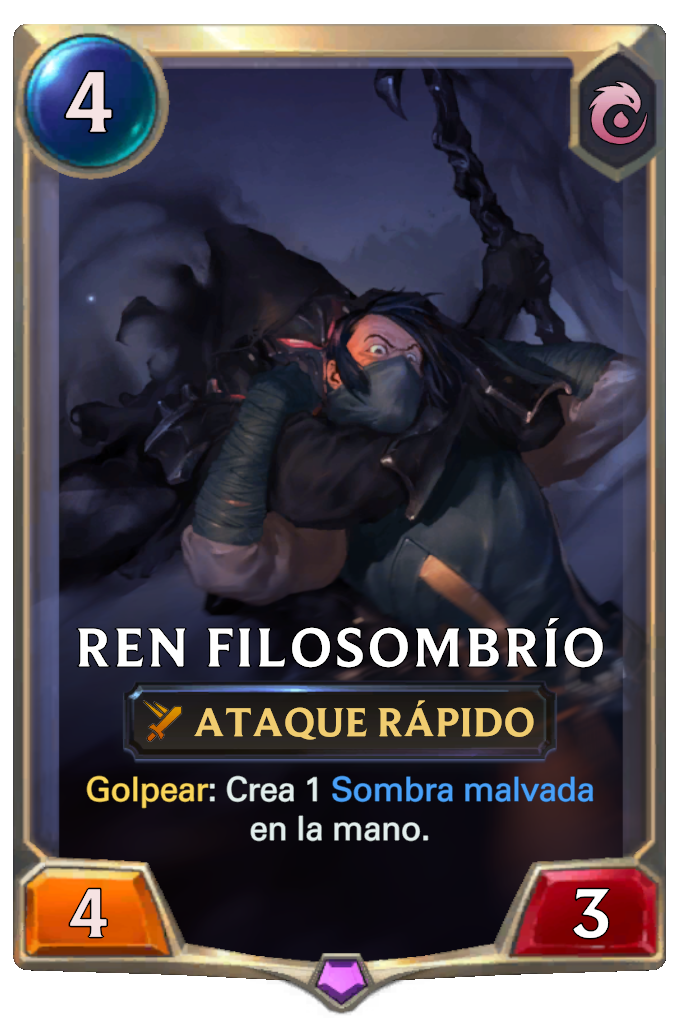 4
REN FILOSOMBRÍO
ATAQUE RÁPIDO
Golpear: Crea 1 Sombra malvada
en la mano.
4
3